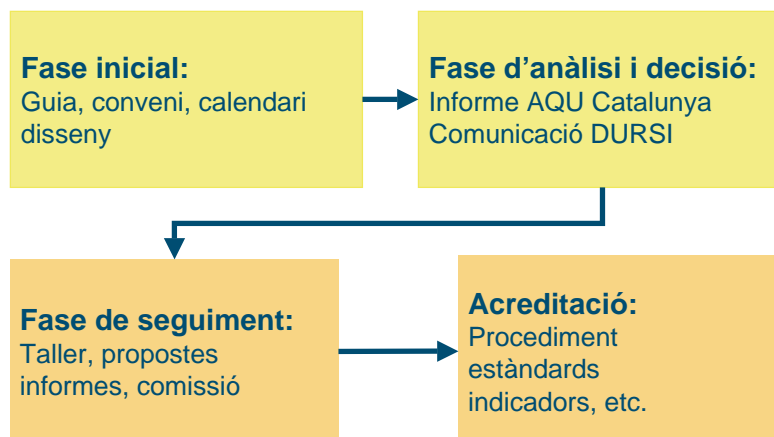 Fase inicial:
Guia, conveni, calendari
disseny
Fase d’anàlisi i decisió:
Informe AQU Catalunya
Comunicació DURSI
Fase de seguiment:
Taller, propostes
informes, comissió
Acreditació:
Procediment
estàndards
indicadors, etc.